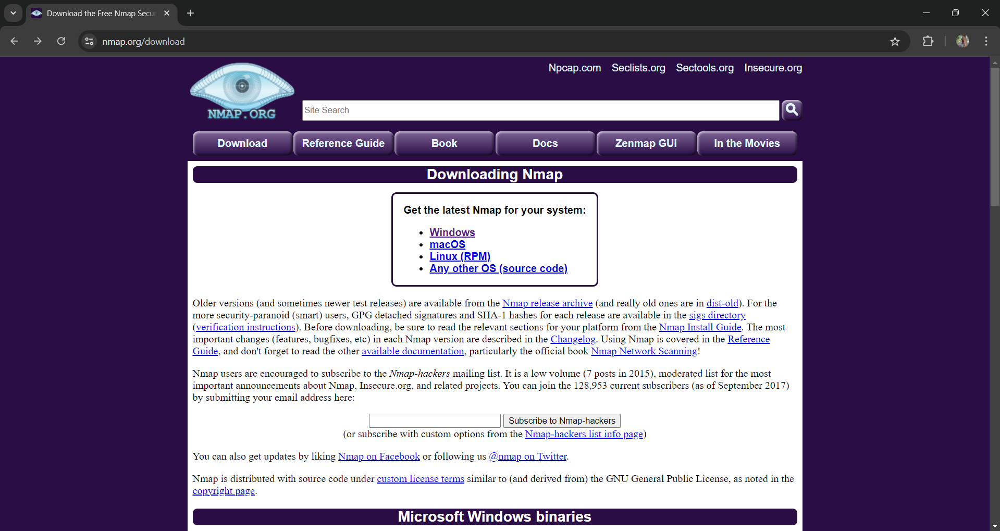 Download the Free Nmap Secu
nmap.org/download
Npcap.com Seclists.org Sectools.org Insecure.org
NMAP.ORG
Site Search
Download Reference Guide Book Docs Zenmap GUI In the Movies
Downloading Nmap
Get the latest Nmap for your system:
• Windows
• macOS
• Linux (RPM)
• Any other OS (source code)
Older versions (and sometimes newer test releases) are available from the Nmap release archive (and really old ones are in dist-old). For the
more security-paranoid (smart) users, GPG detached signatures and SHA-1 hashes for each release are available in the sigs directory
(verification instructions). Before downloading, be sure to read the relevant sections for your platform from the Nmap Install Guide. The most
important changes (features, bugfixes, etc) in each Nmap version are described in the Changelog. Using Nmap is covered in the Reference
Guide, and don't forget to read the other available documentation, particularly the official book Nmap Network Scanning!
Nmap users are encouraged to subscribe to the Nmap-hackers mailing list. It is a low volume (7 posts in 2015), moderated list for the most
important announcements about Nmap, Insecure.org, and related projects. You can join the 128,953 current subscribers (as of September 2017)
by submitting your email address here:
Subscribe to Nmap-hackers
(or subscribe with custom options from the Nmap-hackers list info page)
You can also get updates by liking Nmap on Facebook or following us @nmap on Twitter.
Nmap is distributed with source code under custom license terms similar to (and derived from) the GNU General Public License, as noted in the
copyright page.
Microsoft Windows binaries